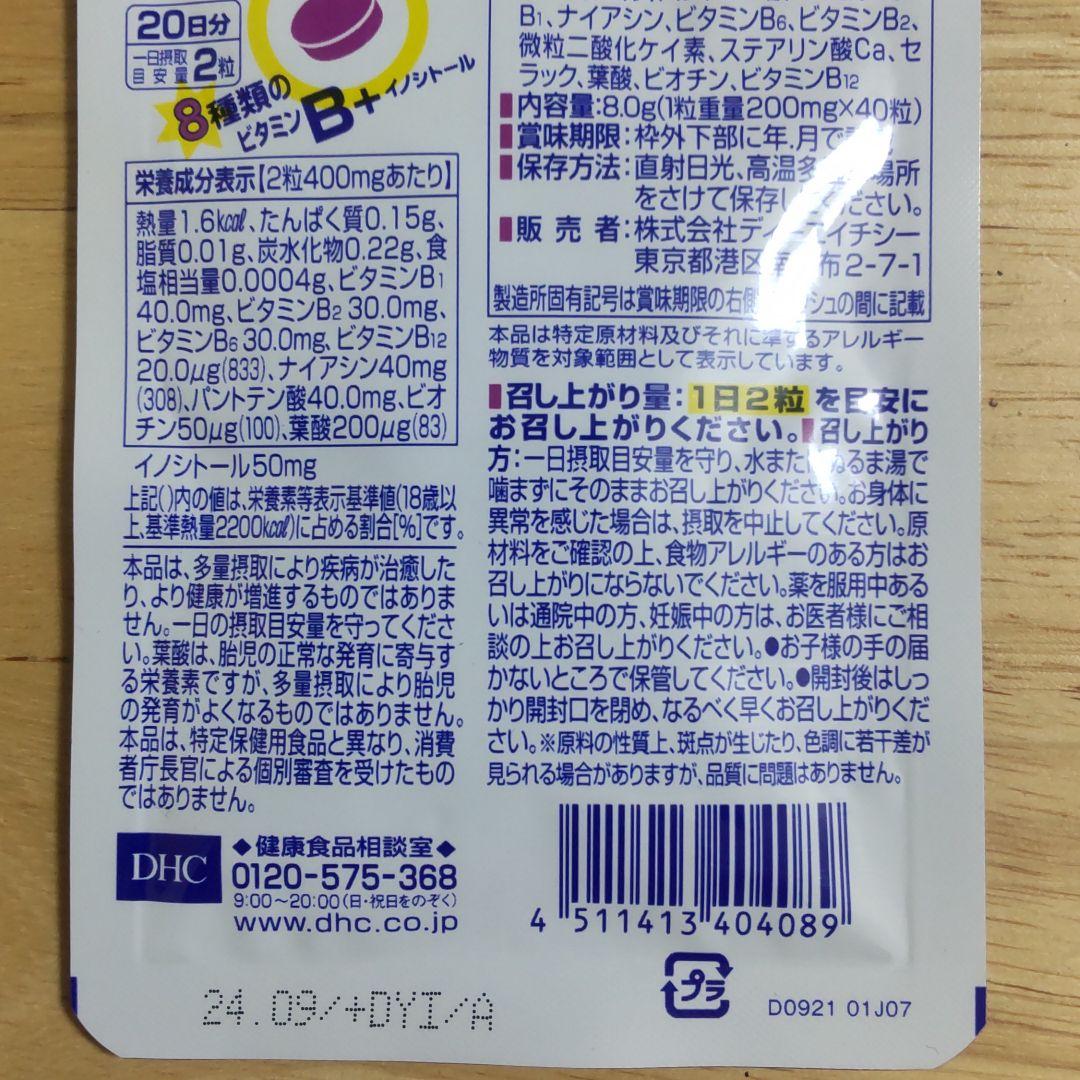 20日分
一日摂取
目安量 2粒
8種類の
ビタミンB+イノシトール
栄養成分表示【2粒400mgあたり】
熱量1.6kcal、たんぱく質0.15g、
脂質0.01g、炭水化物0.22g、食
塩相当量0.0004g、ビタミンB1
40.0mg、ビタミンB2 30.0mg、
ビタミンB6 30.0mg、ビタミンB12
20.0μg(833)、ナイアシン40mg
(308)、パントテン酸40.0mg、ビオ
チン50μg(100)、葉酸200μg(83)
イノシトール50mg
上記()内の値は、栄養素等表示基準値(18歳以
上、基準熱量2200kcal)に占める割合[%]です。
本品は、多量摂取により疾病が治癒した
り、より健康が増進するものではありま
せん。一日の摂取目安量を守ってくださ
い。葉酸は、胎児の正常な発育に寄与す
る栄養素ですが、多量摂取により胎児
の発育がよくなるものではありません。
本品は、特定保健用食品と異なり、消費
者庁長官による個別審査を受けたもの
ではありません。
DHC
◆健康食品相談室◆
0120-575-368
9:00〜20:00(日・祝日をのぞく)
www.dhc.co.jp
24.09/+DYI/A
B1、ナイアシン、ビタミンB6、ビタミンB2、
微粒二酸化ケイ素、ステアリン酸Ca、セ
ラック、葉酸、ビオチン、ビタミンB12
内容量:8.0g(1粒重量200mg×40粒)
賞味期限:枠外下部に年.月で
保存方法:直射日光、高温多 場所
をさけて保存し ください。
販売者:株式会社ディーエイチシー
東京都港区 布2-7-1
製造所固有記号は賞味期限の右側 シュの間に記載
本品は特定原材料及びそれに準ずるアレルギー
物質を対象範囲として表示しています。
召し上がり量:1日2粒を目安に
お召し上がりください。召し上がり
方:一日摂取目安量を守り、水またはぬるま湯で
噛まずにそのままお召し上がりください。お身体に
異常を感じた場合は、摂取を中止してください。原
材料をご確認の上、食物アレルギーのある方はお
召し上がりにならないでください。薬を服用中ある
いは通院中の方、妊娠中の方は、お医者様にご相
談の上お召し上がりください。●お子様の手の届
かないところで保管してください。●開封後はしっ
かり開封口を閉め、なるべく早くお召し上がりくだ
さい。※原料の性質上、斑点が生じたり、色調に若干差が
見られる場合がありますが、品質に問題はありません。
4 511413 404089
プラ
D0921 01J07